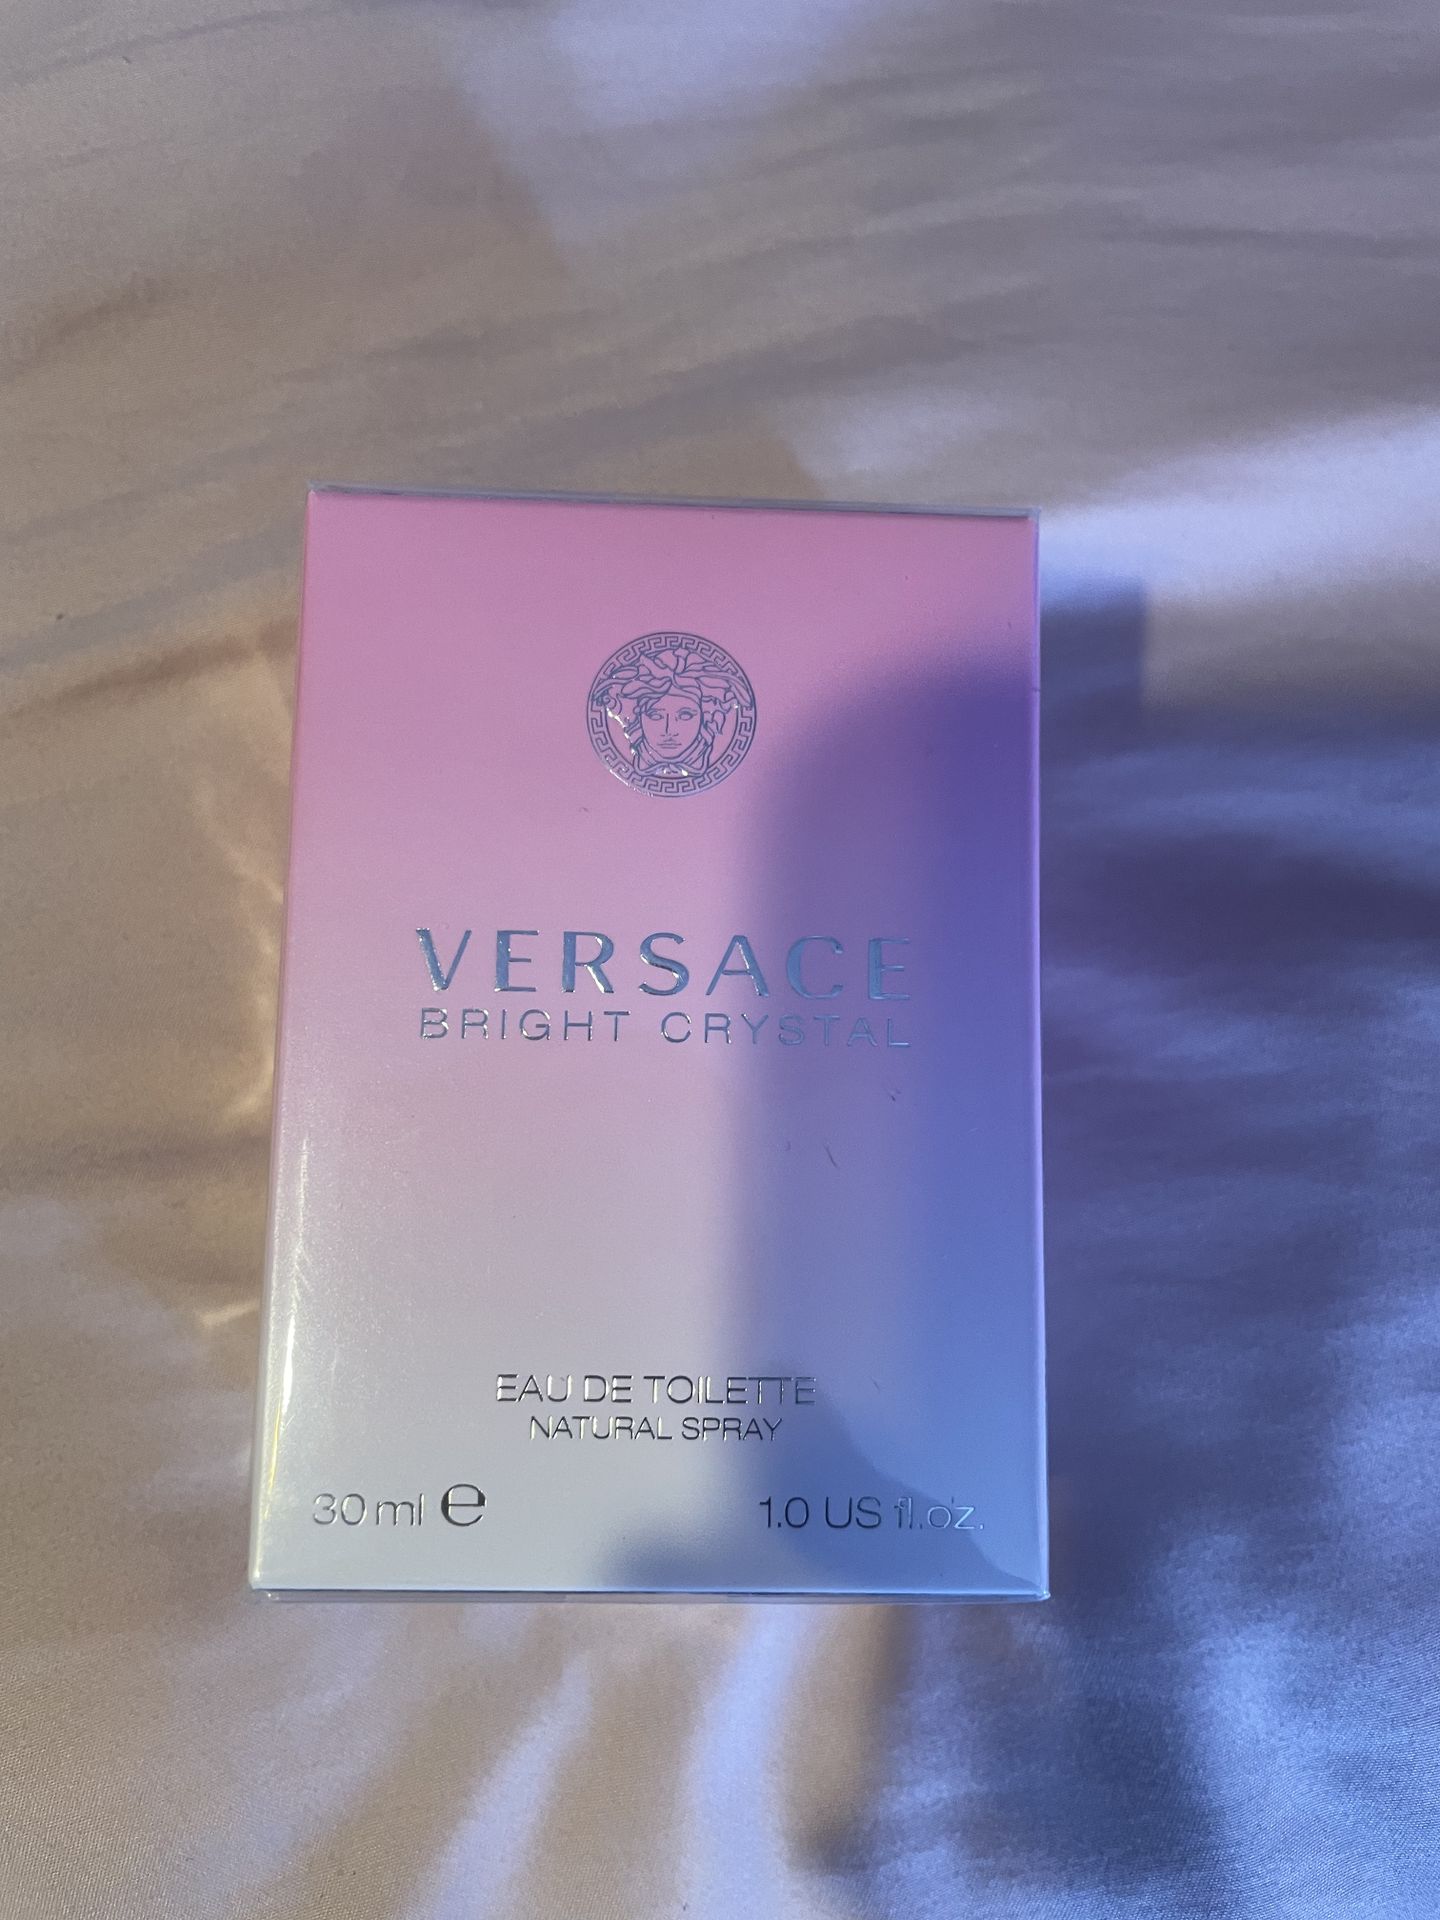 VERSACE
BRIGHT CRYSTAL
EAU DE TOILETTE
NATURAL SPRAY
30 ml e 1.0 US fl.oz.